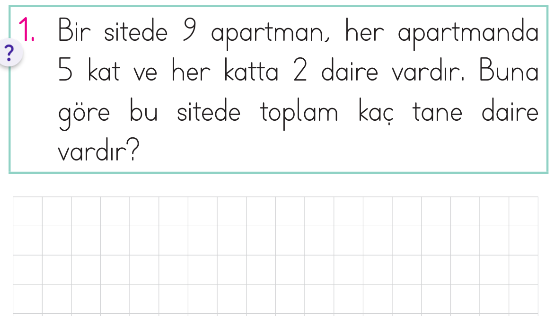 1. Bir sitede 9 apartman, her apartmanda
?
5 kat ve her katta 2 daire vardır. Buna
göre bu sitede toplam kaç tane daire
vardır?